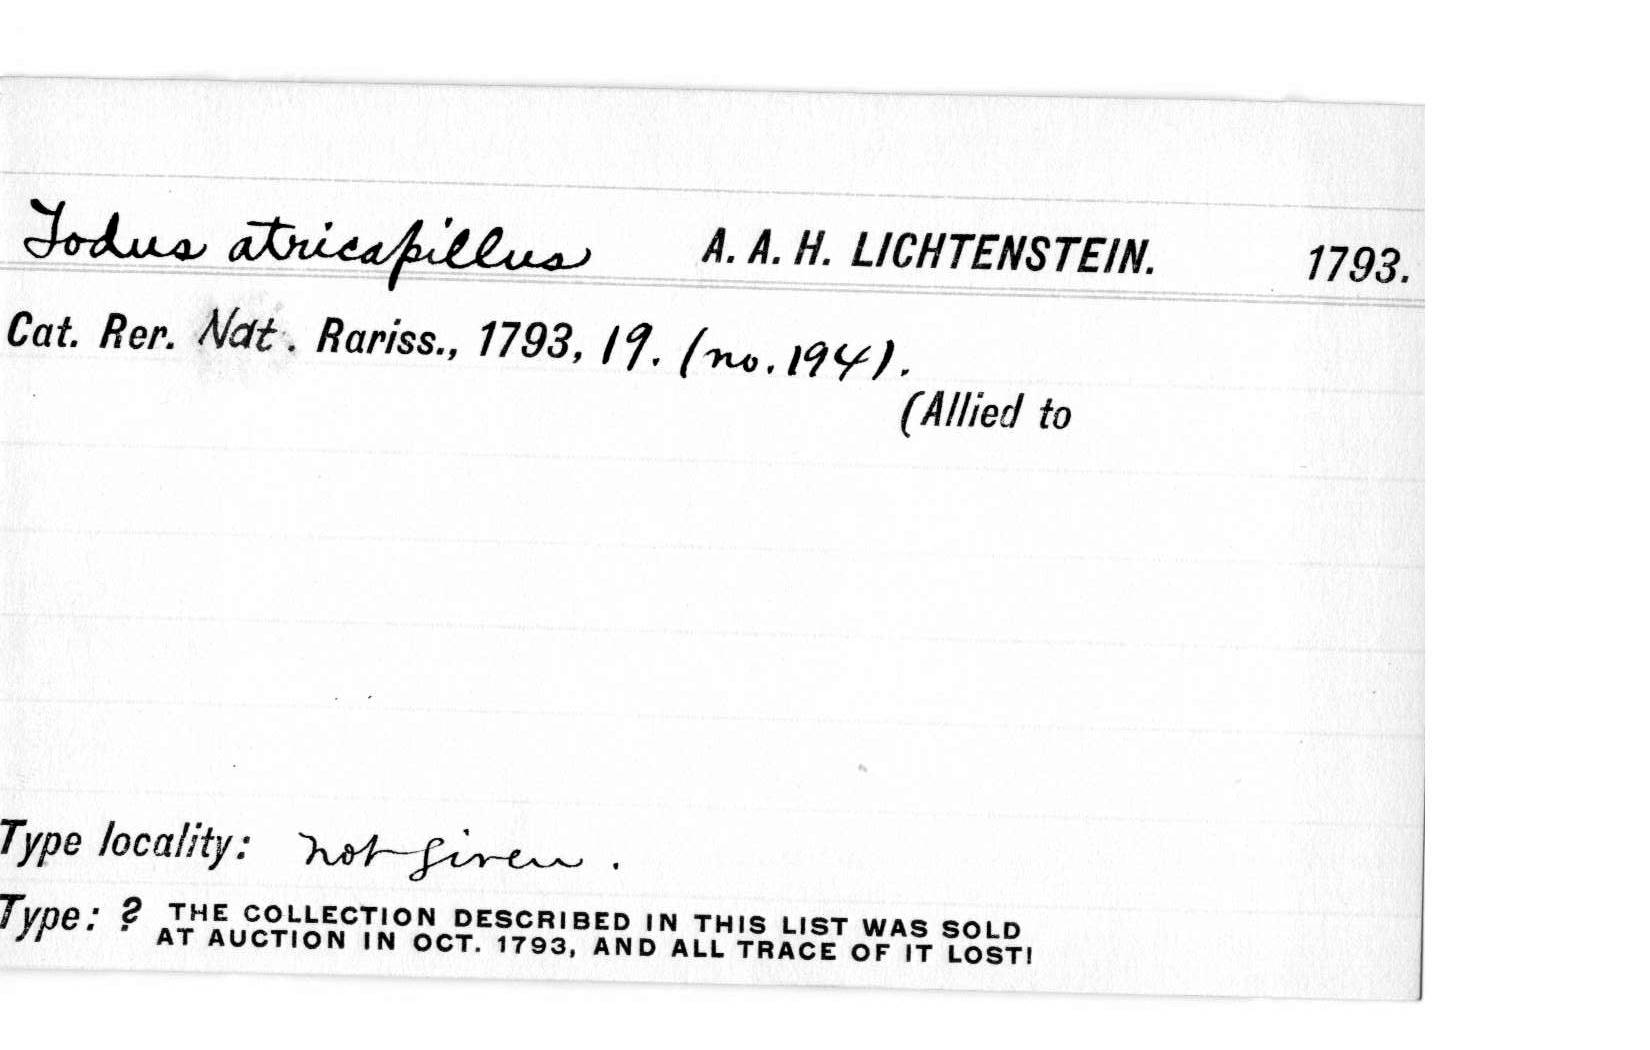 Todus atricapillus A. A. H. LICHTENSTEIN. 1793.
Cat. Rer. Nat. Rariss., 1793, 19. (no. 194).
(Allied to
Type locality: not given.
Type: ? THE COLLECTION DESCRIBED IN THIS LIST WAS SOLD
AT AUCTION IN OCT. 1793, AND ALL TRACE OF IT LOST!